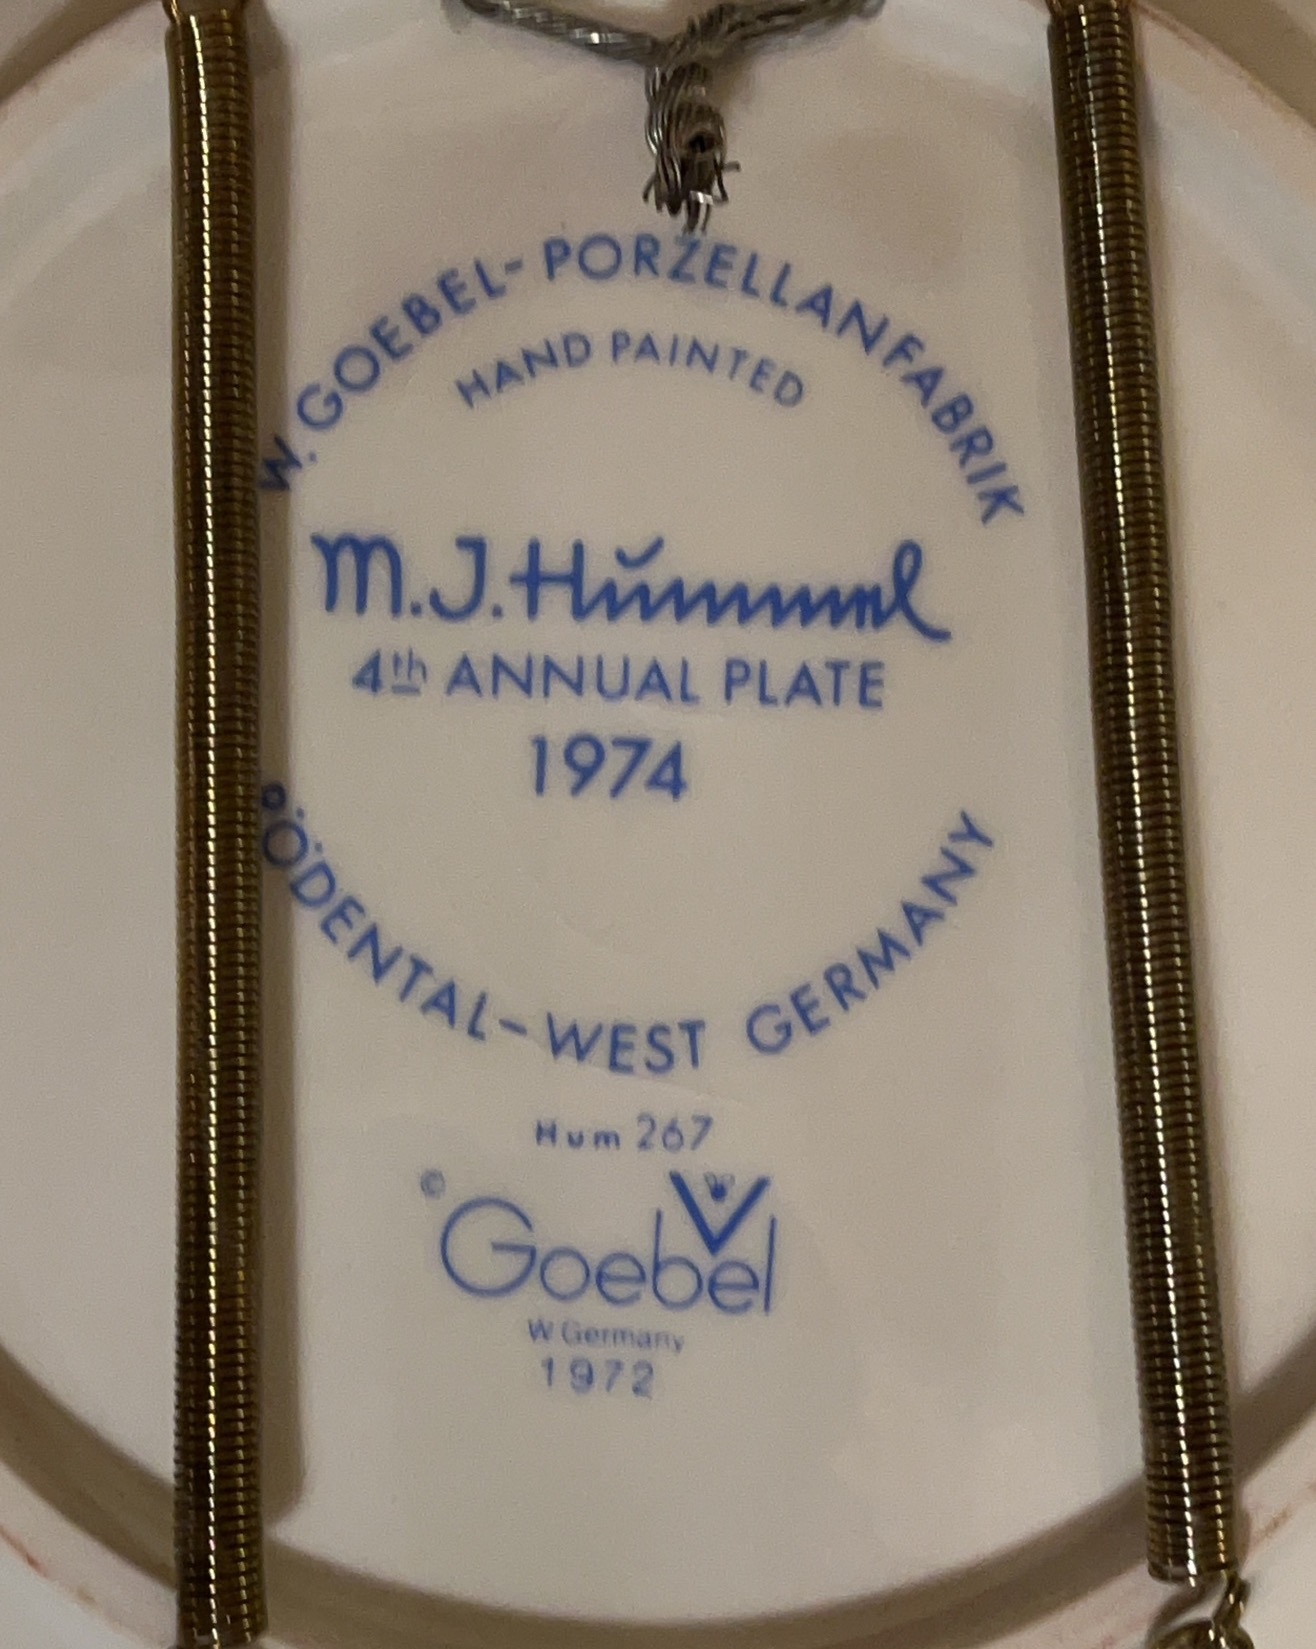 W. GOEBEL-PORZELLANFABRIK
HAND PAINTED
M.J.Hummel
4th ANNUAL PLATE
1974
RÖDENTAL-WEST GERMANY
Hum 267
© Goebel
W Germany
1972